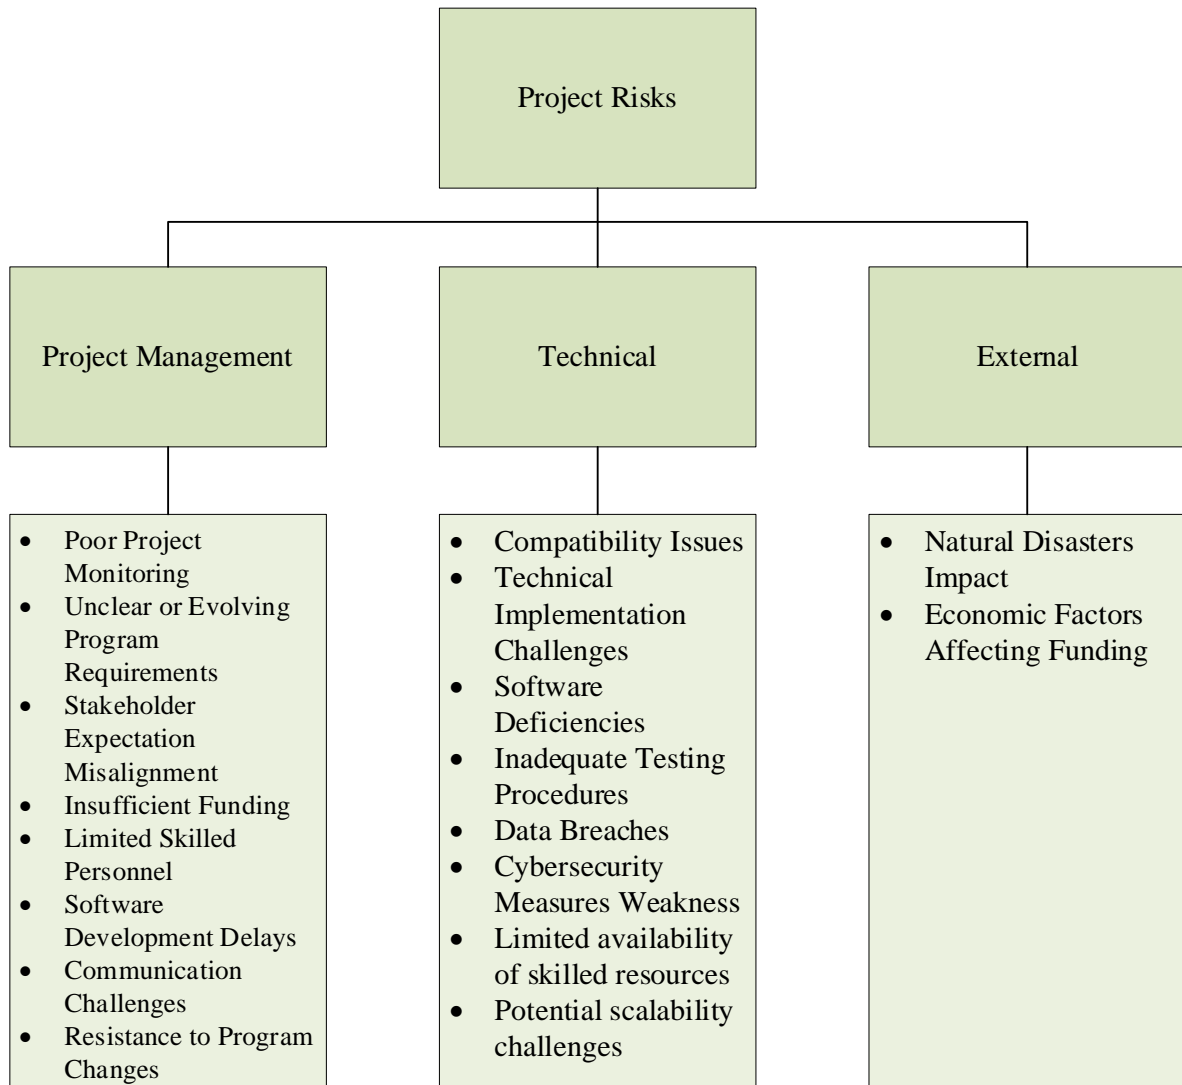 Project Risks
Project Management
Technical
External
• Poor Project
Monitoring
• Unclear or Evolving
Program
Requirements
• Stakeholder
Expectation
Misalignment
• Insufficient Funding
• Limited Skilled
Personnel
• Software
Development Delays
• Communication
Challenges
• Resistance to Program
Changes
• Compatibility Issues
• Technical
Implementation
Challenges
• Software
Deficiencies
• Inadequate Testing
Procedures
• Data Breaches
• Cybersecurity
Measures Weakness
• Limited availability
of skilled resources
• Potential scalability
challenges
• Natural Disasters
Impact
• Economic Factors
Affecting Funding